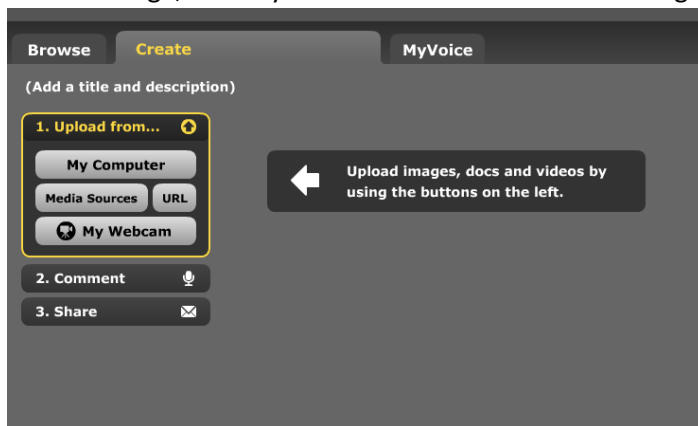 Browse
Create
MyVoice
(Add a title and description)
1. Upload from...
My Computer
Media Sources
URL
My Webcam
Upload images, docs and videos by
using the buttons on the left.
2. Comment
3. Share